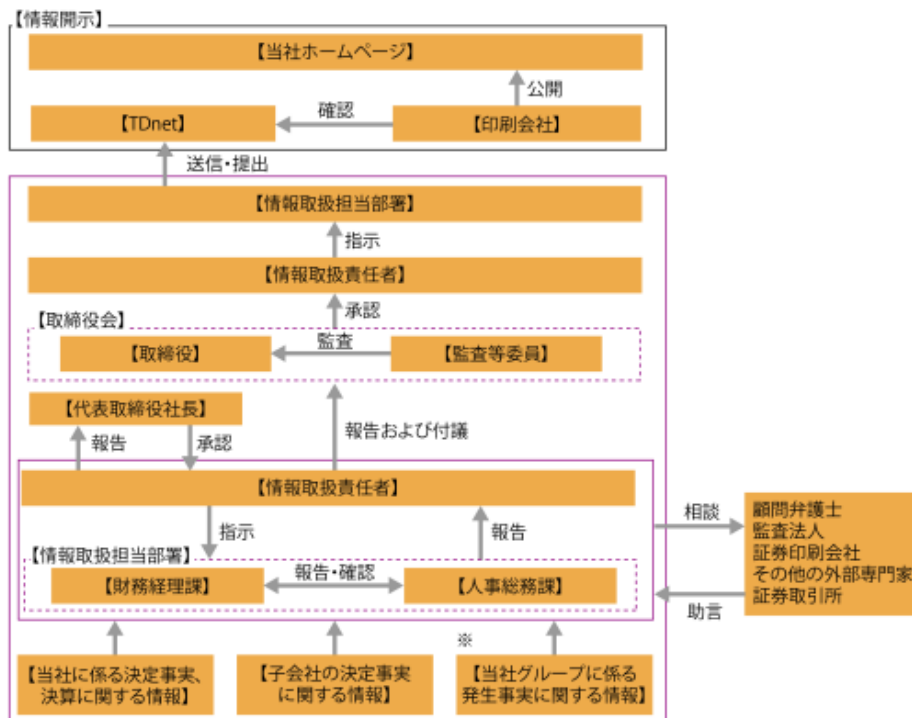 【情報開示】
【当社ホームページ】
公開
【TDnet】
確認
【印刷会社】
送信・提出
【情報取扱担当部署】
指示
【情報取扱責任者】
承認
【取締役会】
【取締役】
監査
【監査等委員】
【代表取締役社長】
報告
承認
報告および付議
【情報取扱責任者】
指示
報告
【情報取扱担当部署】
【財務経理課】
報告・確認
【人事総務課】
相談
助言
顧問弁護士
監査法人
証券印刷会社
その他の外部専門家
証券取引所
※
【当社に係る決定事実、
決算に関する情報】
【子会社の決定事実
に関する情報】
【当社グループに係る
発生事実に関する情報】